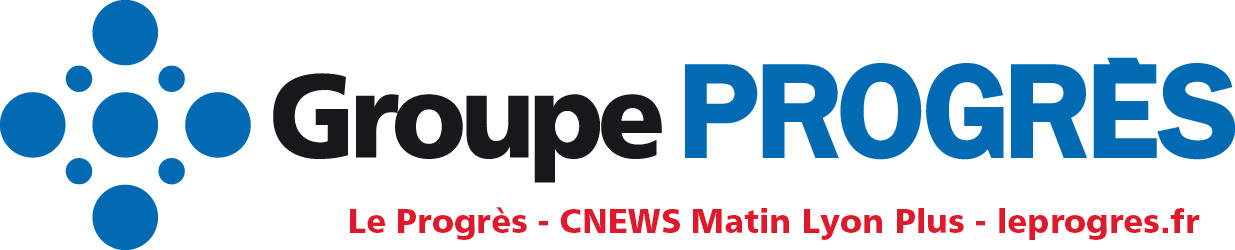 Groupe PROGRÈS
Le Progrès - CNEWS Matin Lyon Plus - leprogres.fr